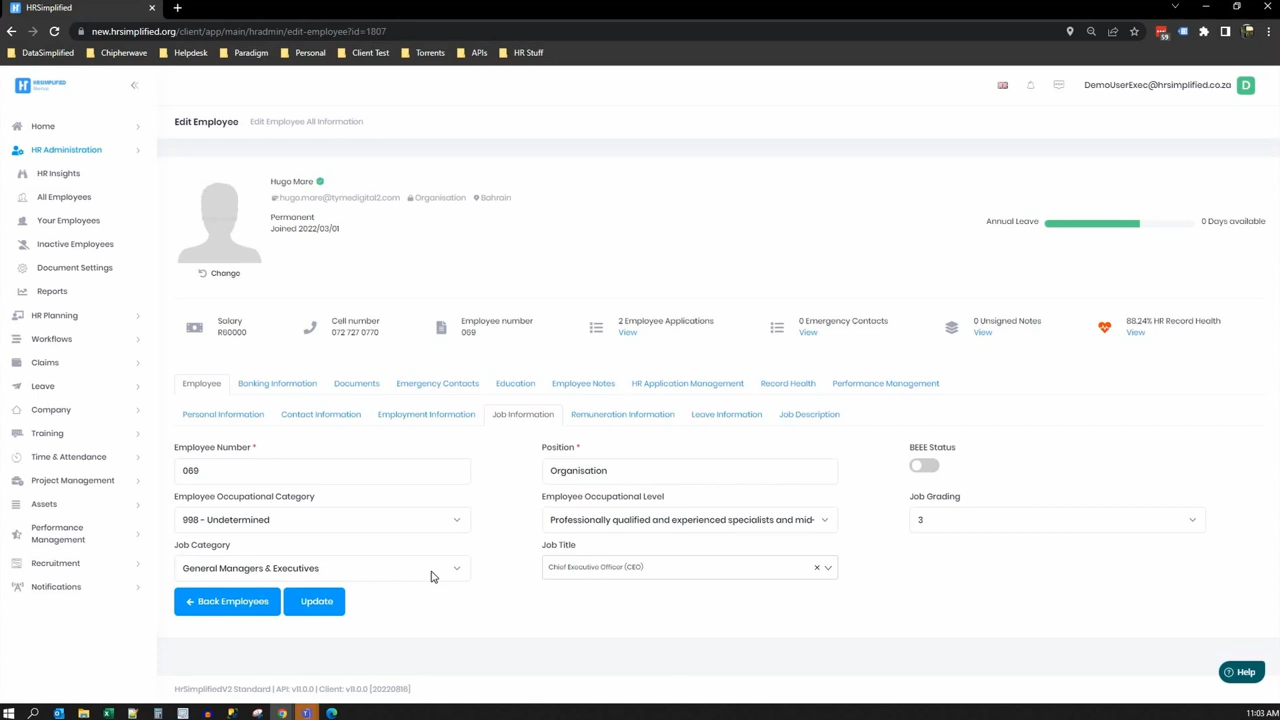 HRSimplified
new.hrsimplified.org/client/app/main/hradmin/edit-employee?id=1807
59
DataSimplified
Chipherwave
Helpdesk
Paradigm
Personal
Client Test
Torrents
APIs
HR Stuff
HRSIMPLIFIED
DemoUserExec@hrsimplified.co.za
D
Home
HR Administration
HR Insights
All Employees
Your Employees
Inactive Employees
Document Settings
Reports
HR Planning
Workflows
Claims
Leave
Company
Training
Time & Attendance
Project Management
Assets
Performance
Management
Recruitment
Notifications
Edit Employee Edit Employee All Information
Hugo Mare
hugo.mare@tymedigital2.com Organisation Bahrain
Permanent
Joined 2022/03/01
Change
Annual Leave 0 Days available
Salary
R60000
Cell number
072 727 0770
Employee number
069
2 Employee Applications
View
0 Emergency Contacts
View
0 Unsigned Notes
View
88.24% HR Record Health
View
Employee Banking Information Documents Emergency Contacts Education Employee Notes HR Application Management Record Health Performance Management
Personal Information Contact Information Employment Information Job Information Remuneration Information Leave Information Job Description
Employee Number *
069
Position *
Organisation
BEEE Status
Employee Occupational Category
998 - Undetermined
Employee Occupational Level
Professionally qualified and experienced specialists and mid-
Job Grading
3
Job Category
General Managers & Executives
Job Title
Chief Executive Officer (CEO)
Back Employees
Update
Help
HrSimplifiedV2 Standard | API: v11.0.0 | Client: v11.0.0 [20220816]
11:03 AM